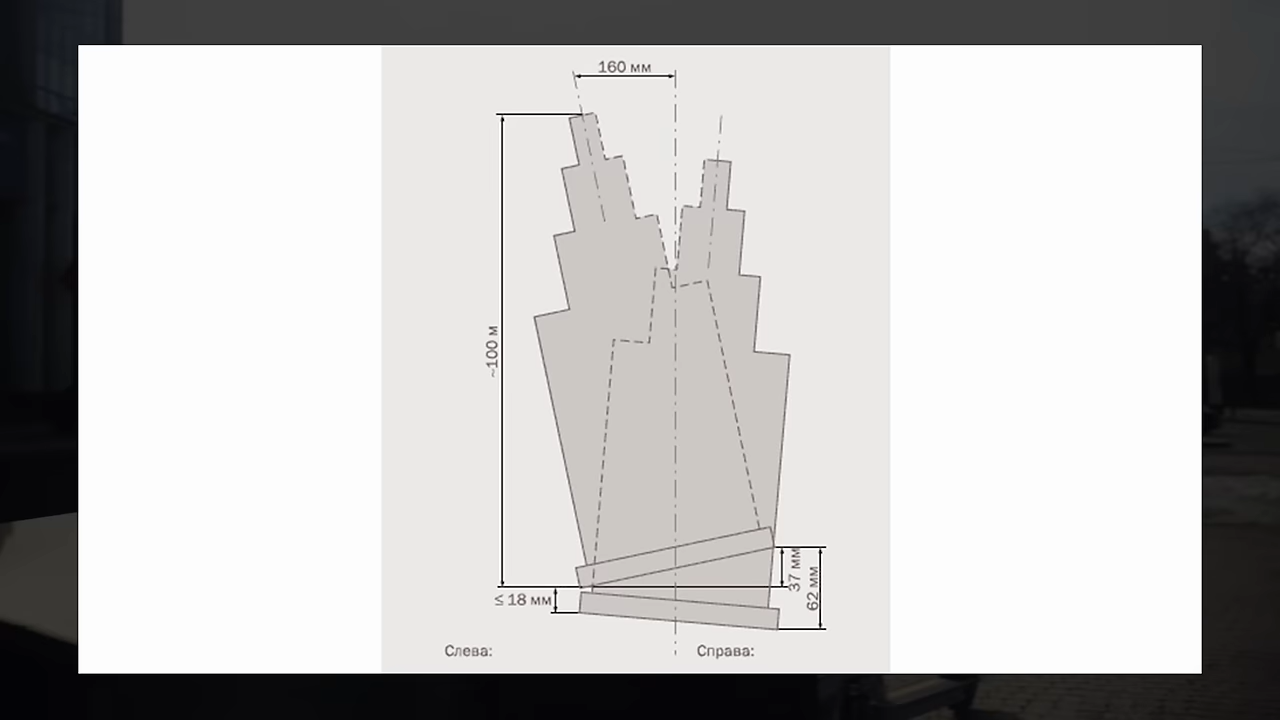 160 мм
~100 м
37 мм
62 мм
≤ 18 мм
Слева:
Справа: